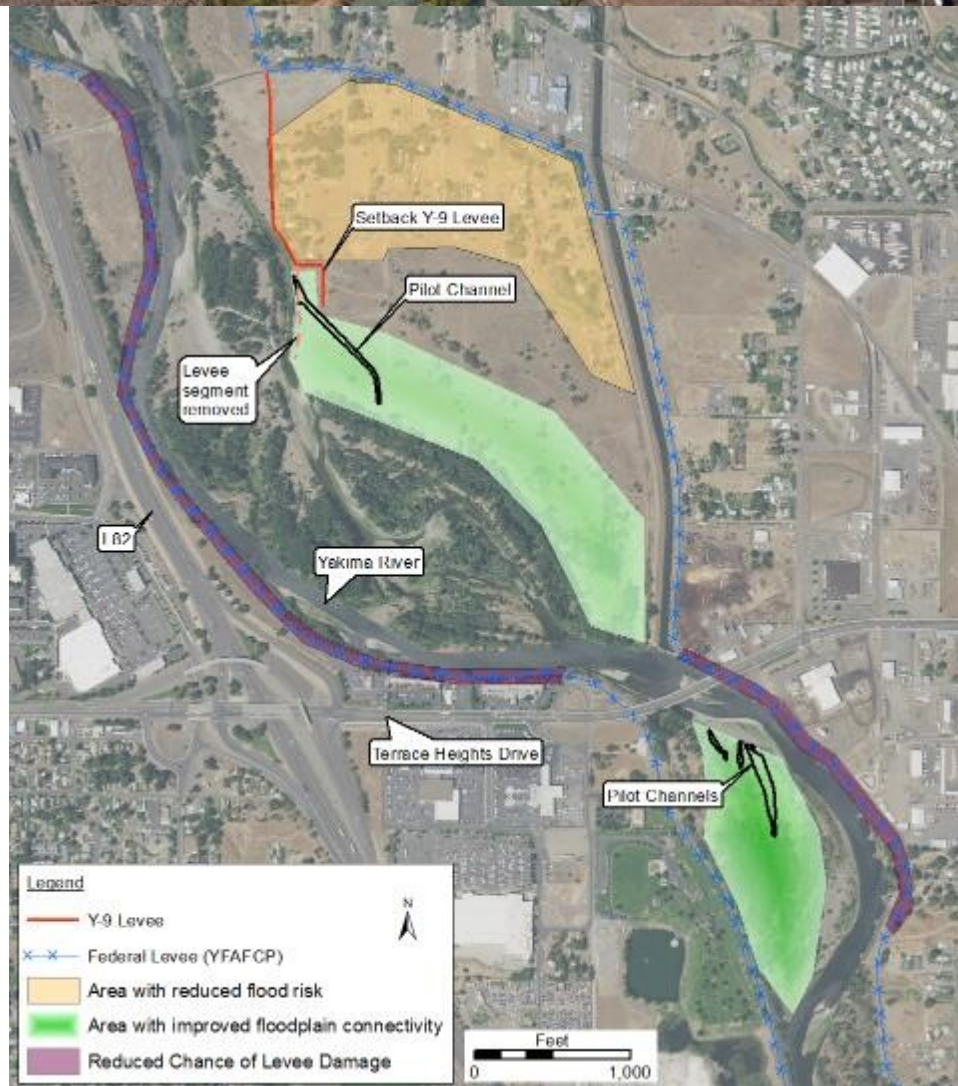 Setback Y-9 Levee
Pilot Channel
Levee
segment
removed
I-82
Yakima River
Terrace Heights Drive
Pilot Channels
Legend
Y-9 Levee
Federal Levee (YFAFCP)
Area with reduced flood risk
Area with improved floodplain connectivity
Reduced Chance of Levee Damage
N
Feet
0 1,000